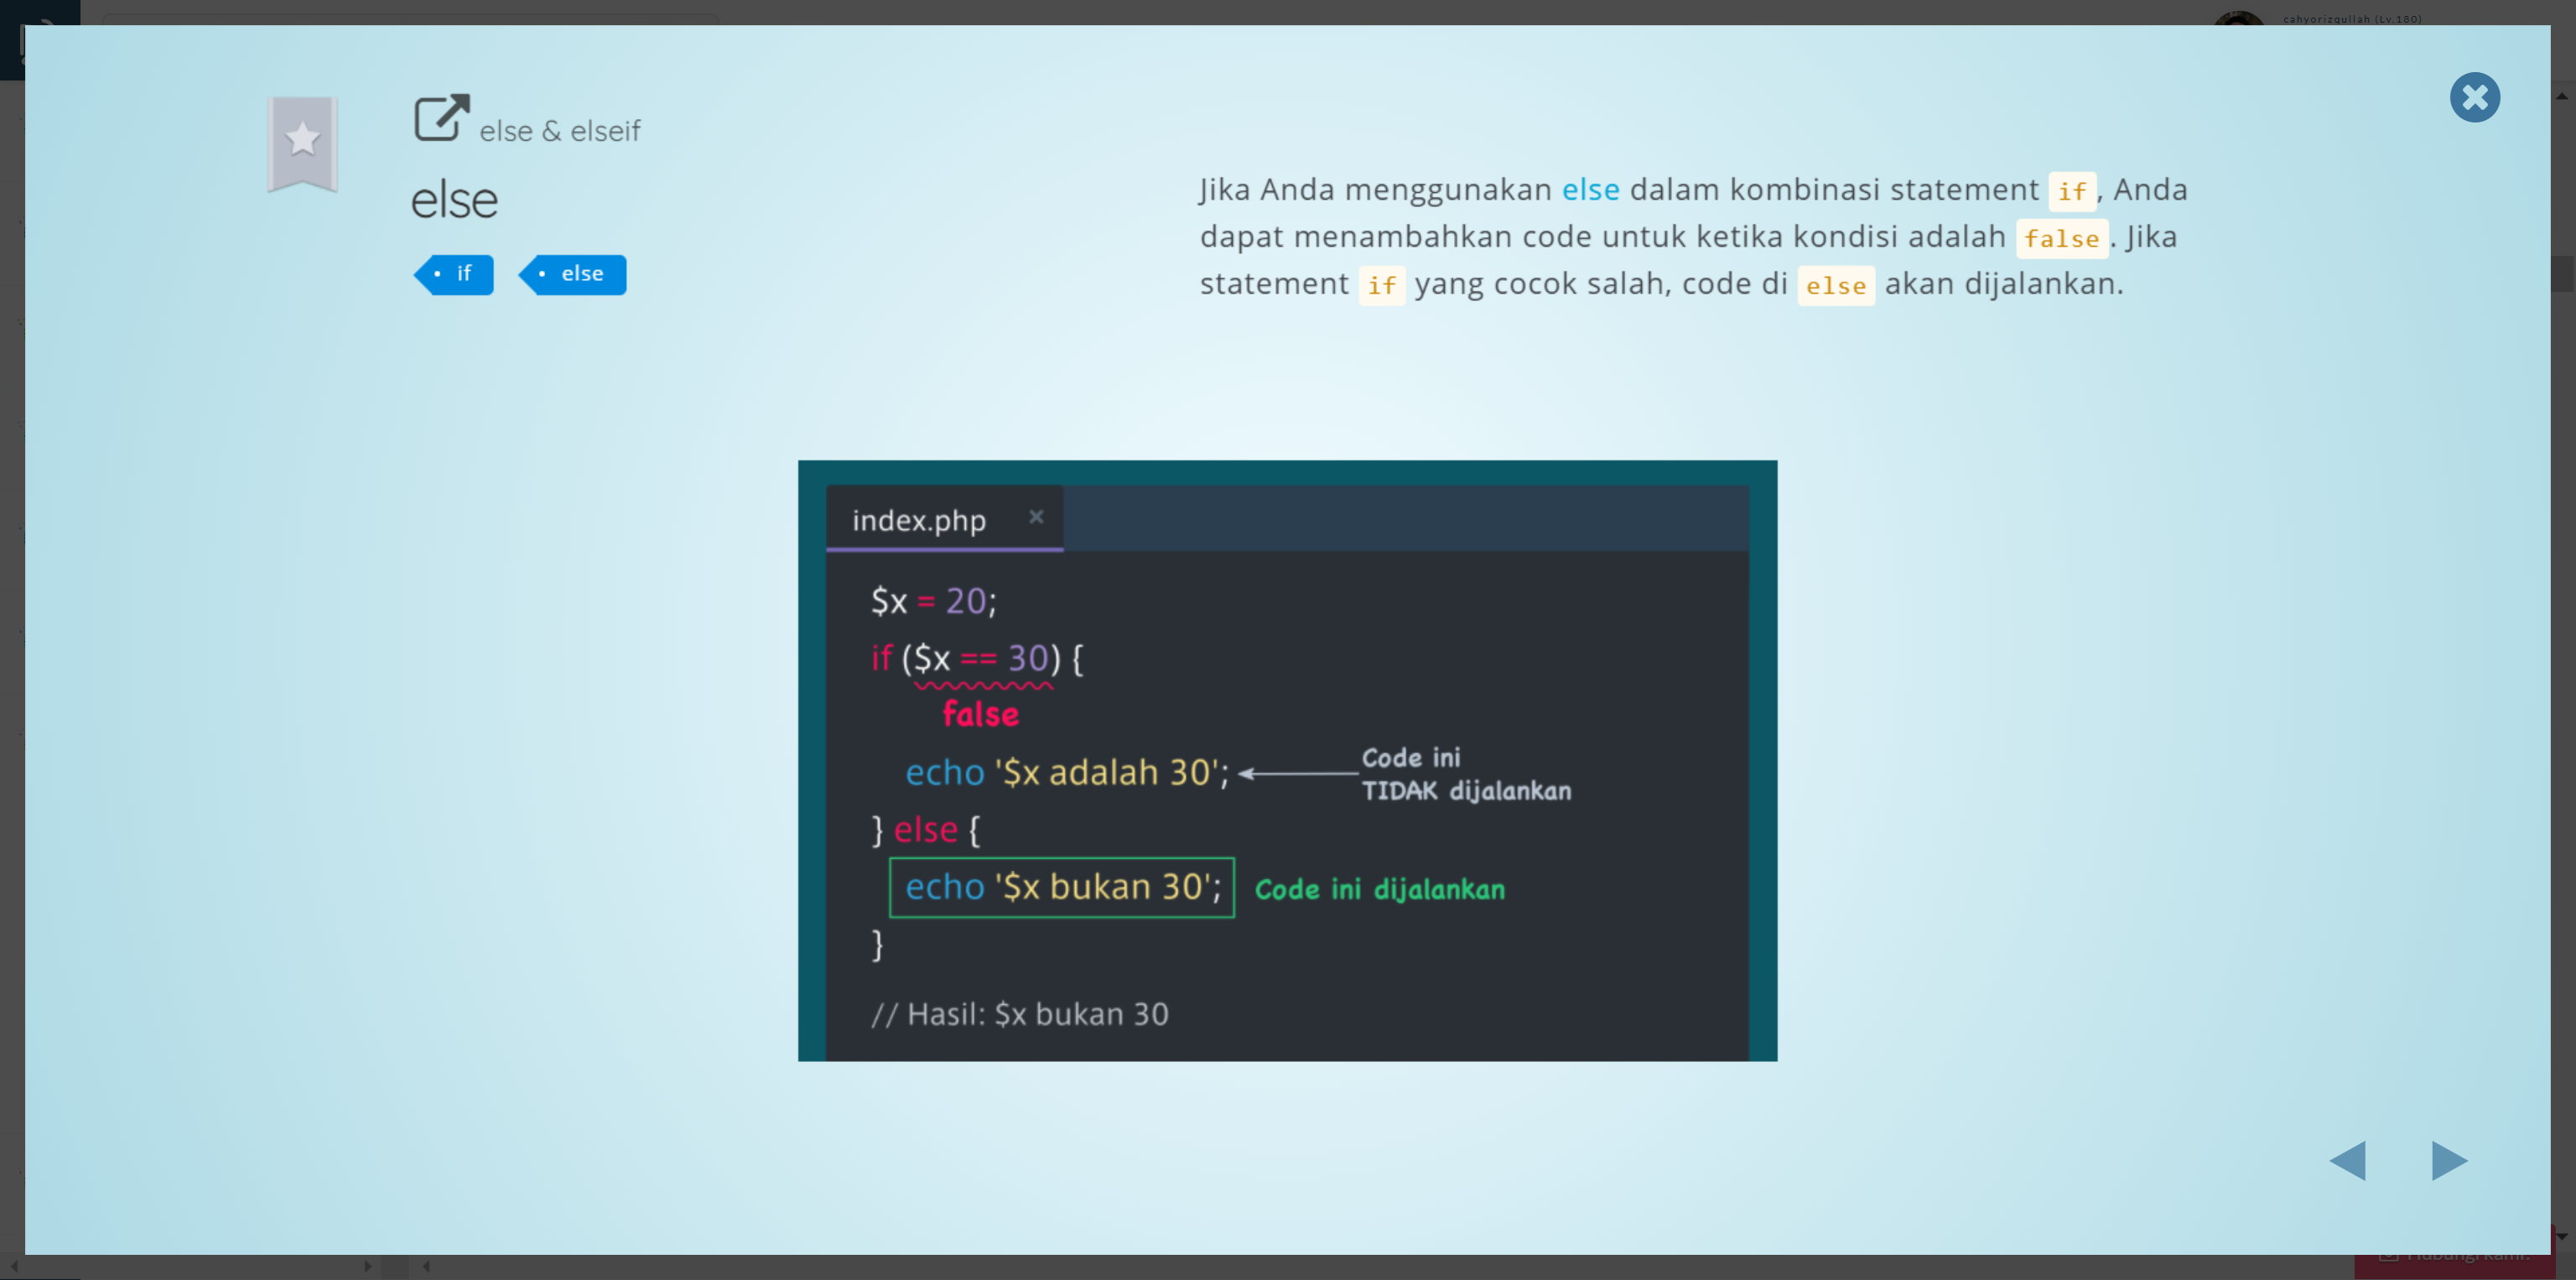 cahyorizqullah (Lv.180)
else & elseif
else
• if • else
Jika Anda menggunakan else dalam kombinasi statement if, Anda
dapat menambahkan code untuk ketika kondisi adalah false. Jika
statement if yang cocok salah, code di else akan dijalankan.
index.php ×
$x = 20;
if ($x == 30) {
false
echo '$x adalah 30';
Code ini
TIDAK dijalankan
} else {
echo '$x bukan 30'; Code ini dijalankan
}
// Hasil: $x bukan 30
Hubungi kami